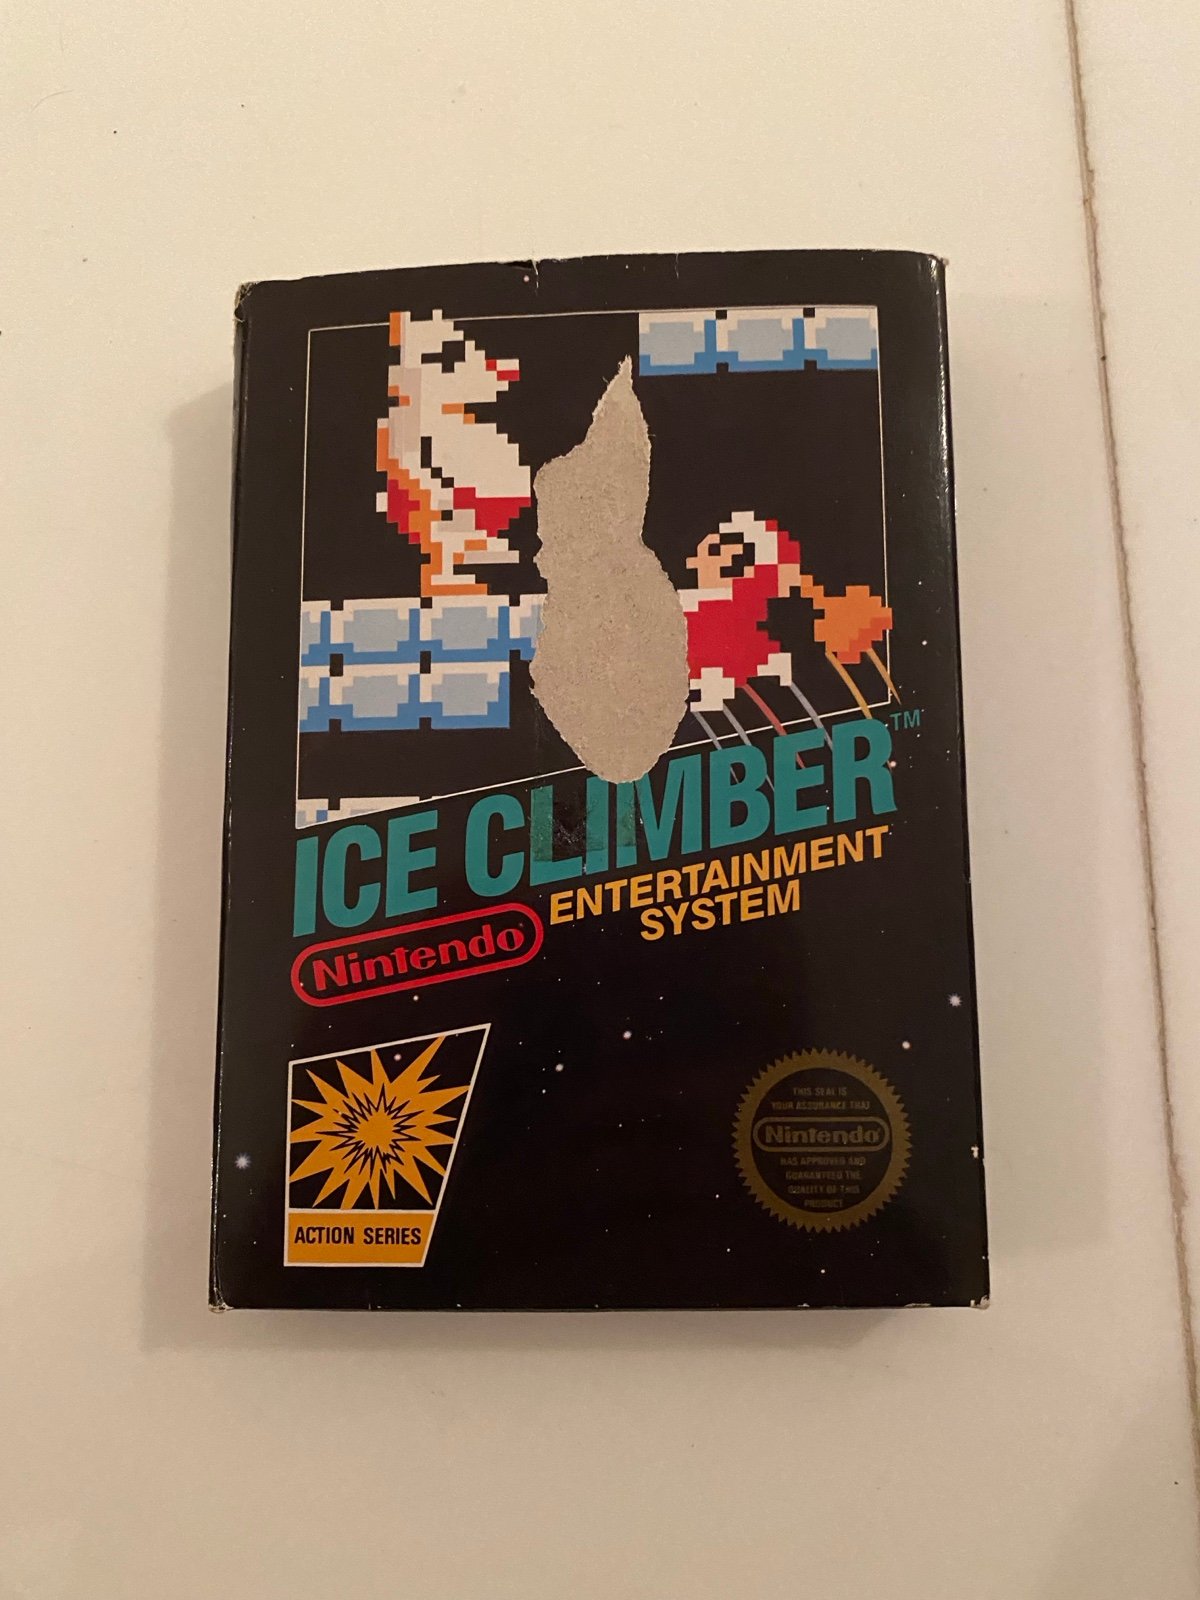 ICE CLIMBER™
Nintendo
ENTERTAINMENT
SYSTEM
ACTION SERIES
THIS SEAL IS
YOUR ASSURANCE THAT
Nintendo®
HAS APPROVED AND
GUARANTEED THE
QUALITY OF THIS
PRODUCT